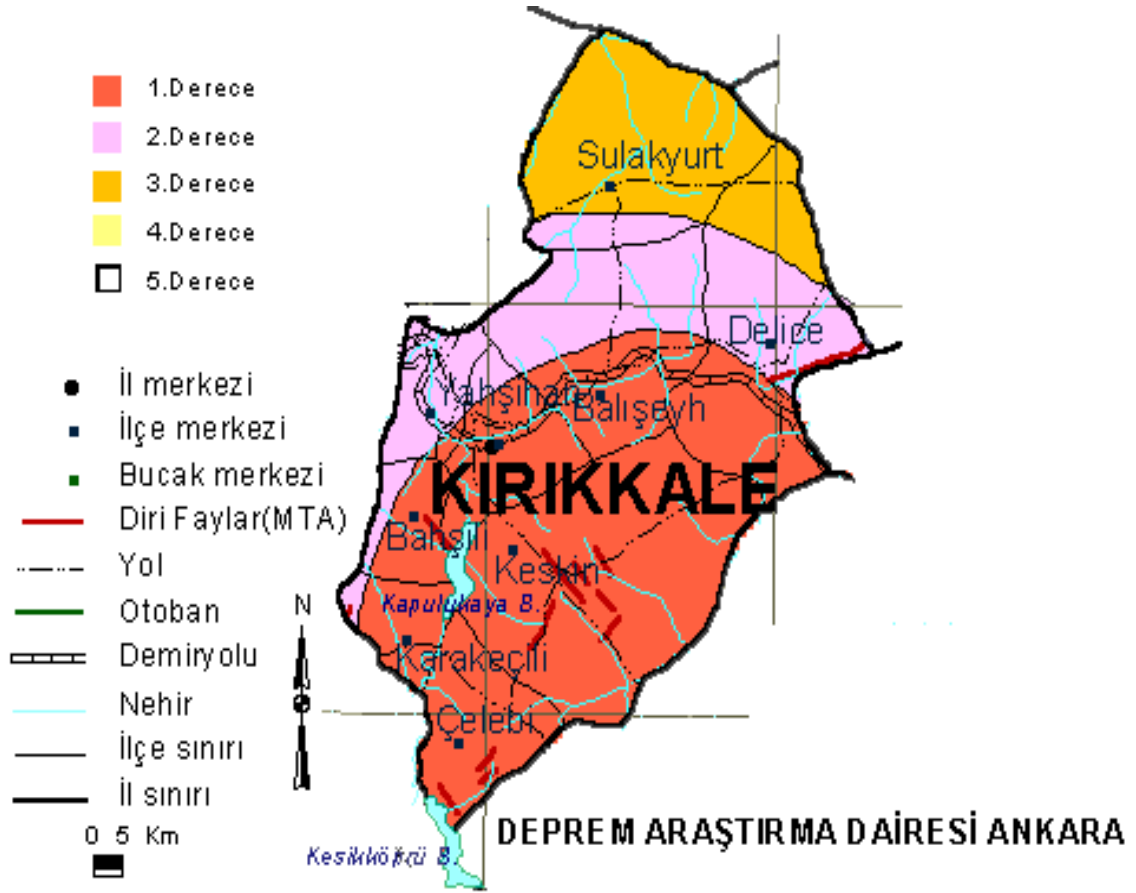 1.Derece
2.Derece
3.Derece
4.Derece
5.Derece
İl merkezi
İlçe merkezi
Bucak merkezi
Diri Faylar(MTA)
Yol
Otoban
Demiryolu
Nehir
İlçe sınırı
İl sınırı
0 5 Km
N
Sulakyurt
Delice
Yahşihan
Balışeyh
KIRIKKALE
Bahşili
Keskin
Kapulukaya B.
Karakeçili
Çelebi
Kesikköprü B.
DEPREM ARAŞTIRMA DAİRESİ ANKARA